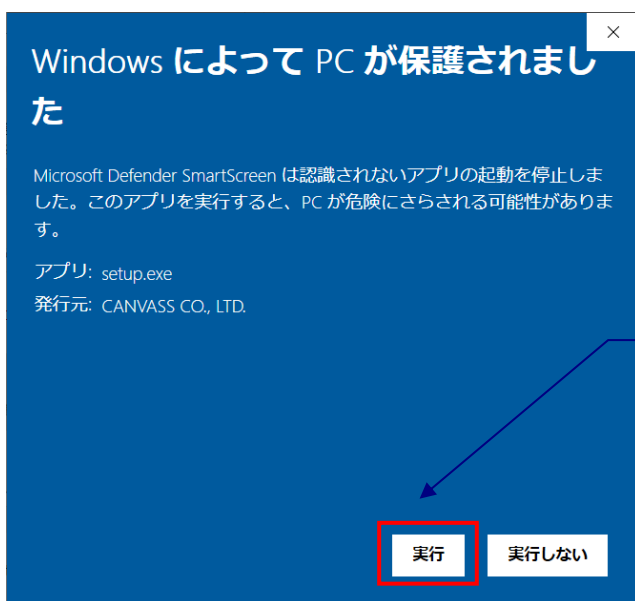 Windows によって PC が保護されまし
た
Microsoft Defender SmartScreen は認識されないアプリの起動を停止しま
した。このアプリを実行すると、PC が危険にさらされる可能性がありま
す。
アプリ: setup.exe
発行元: CANVASS CO., LTD.
実行 実行しない